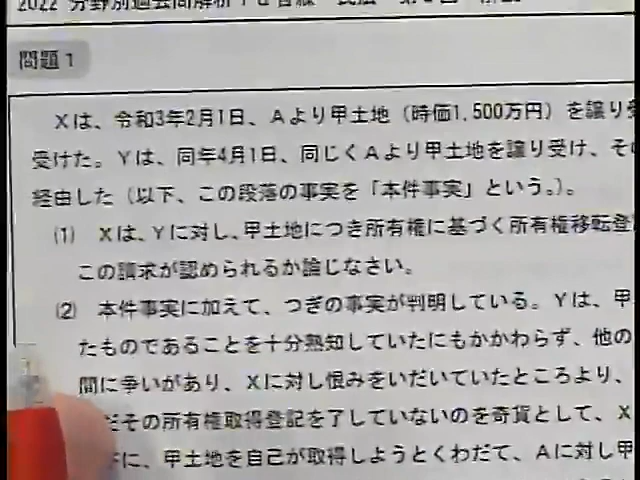 2022 分野別過去問解析
問題1
Xは、令和3年2月1日、Aより甲土地（時価1,500万円）を譲り受
受けた。Yは、同年4月1日、同じくAより甲土地を譲り受け、その
経由した（以下、この段落の事実を「本件事実」という。）。
(1) Xは、Yに対し、甲土地につき所有権に基づく所有権移転登
この請求が認められるか論じなさい。
(2) 本件事実に加えて、つぎの事実が判明している。Yは、甲
たものであることを十分熟知していたにもかかわらず、他の
間に争いがあり、Xに対し恨みをいだいていたところより、
だその所有権取得登記を了していないのを奇貨として、X
に、甲土地を自己が取得しようとくわだて、Aに対し甲